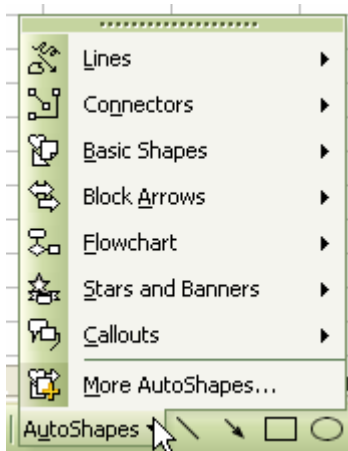 Lines
Connectors
Basic Shapes
Block Arrows
Flowchart
Stars and Banners
Callouts
More AutoShapes...
AutoShapes